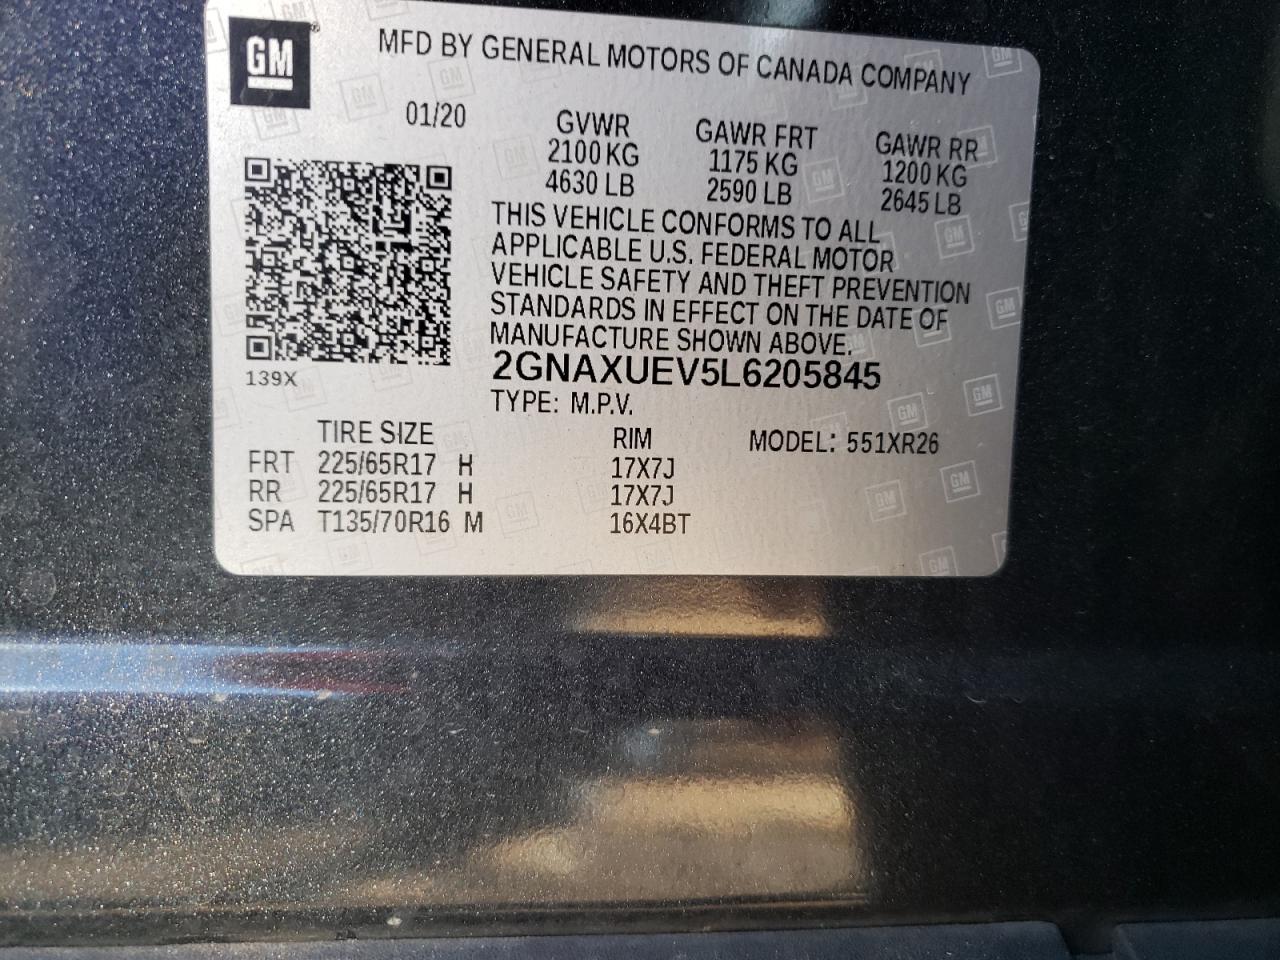 GM
MFD BY GENERAL MOTORS OF CANADA COMPANY
01/20
GVWR
2100 KG
4630 LB
GAWR FRT
1175 KG
2590 LB
GAWR RR
1200 KG
2645 LB
THIS VEHICLE CONFORMS TO ALL
APPLICABLE U.S. FEDERAL MOTOR
VEHICLE SAFETY AND THEFT PREVENTION
STANDARDS IN EFFECT ON THE DATE OF
MANUFACTURE SHOWN ABOVE.
139X
2GNAXUEV5L6205845
TYPE: M.P.V.
TIRE SIZE RIM MODEL: 551XR26
FRT 225/65R17 H 17X7J
RR 225/65R17 H 17X7J
SPA T135/70R16 M 16X4BT